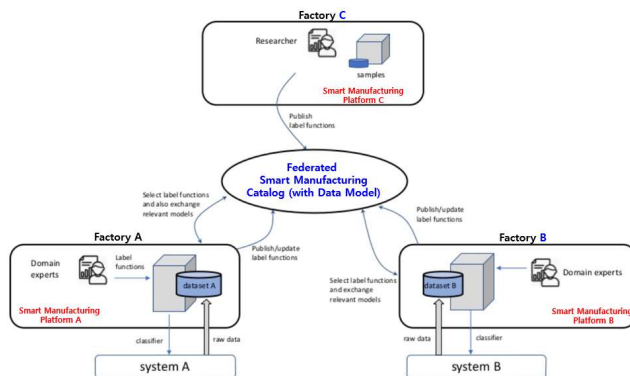 Factory C
Researcher
samples
Smart Manufacturing
Platform C
Publish
label functions
Federated
Smart Manufacturing
Catalog (with Data Model)
Select label functions
and also exchange
relevant models
Publish/update
label functions
Publish/update
label functions
Select label functions
and exchange
relevant models
Factory A
Domain
experts
Label
functions
dataset A
Smart Manufacturing
Platform A
classifier
raw data
system A
Factory B
dataset B
Domain experts
Smart Manufacturing
Platform B
raw data
classifier
system B